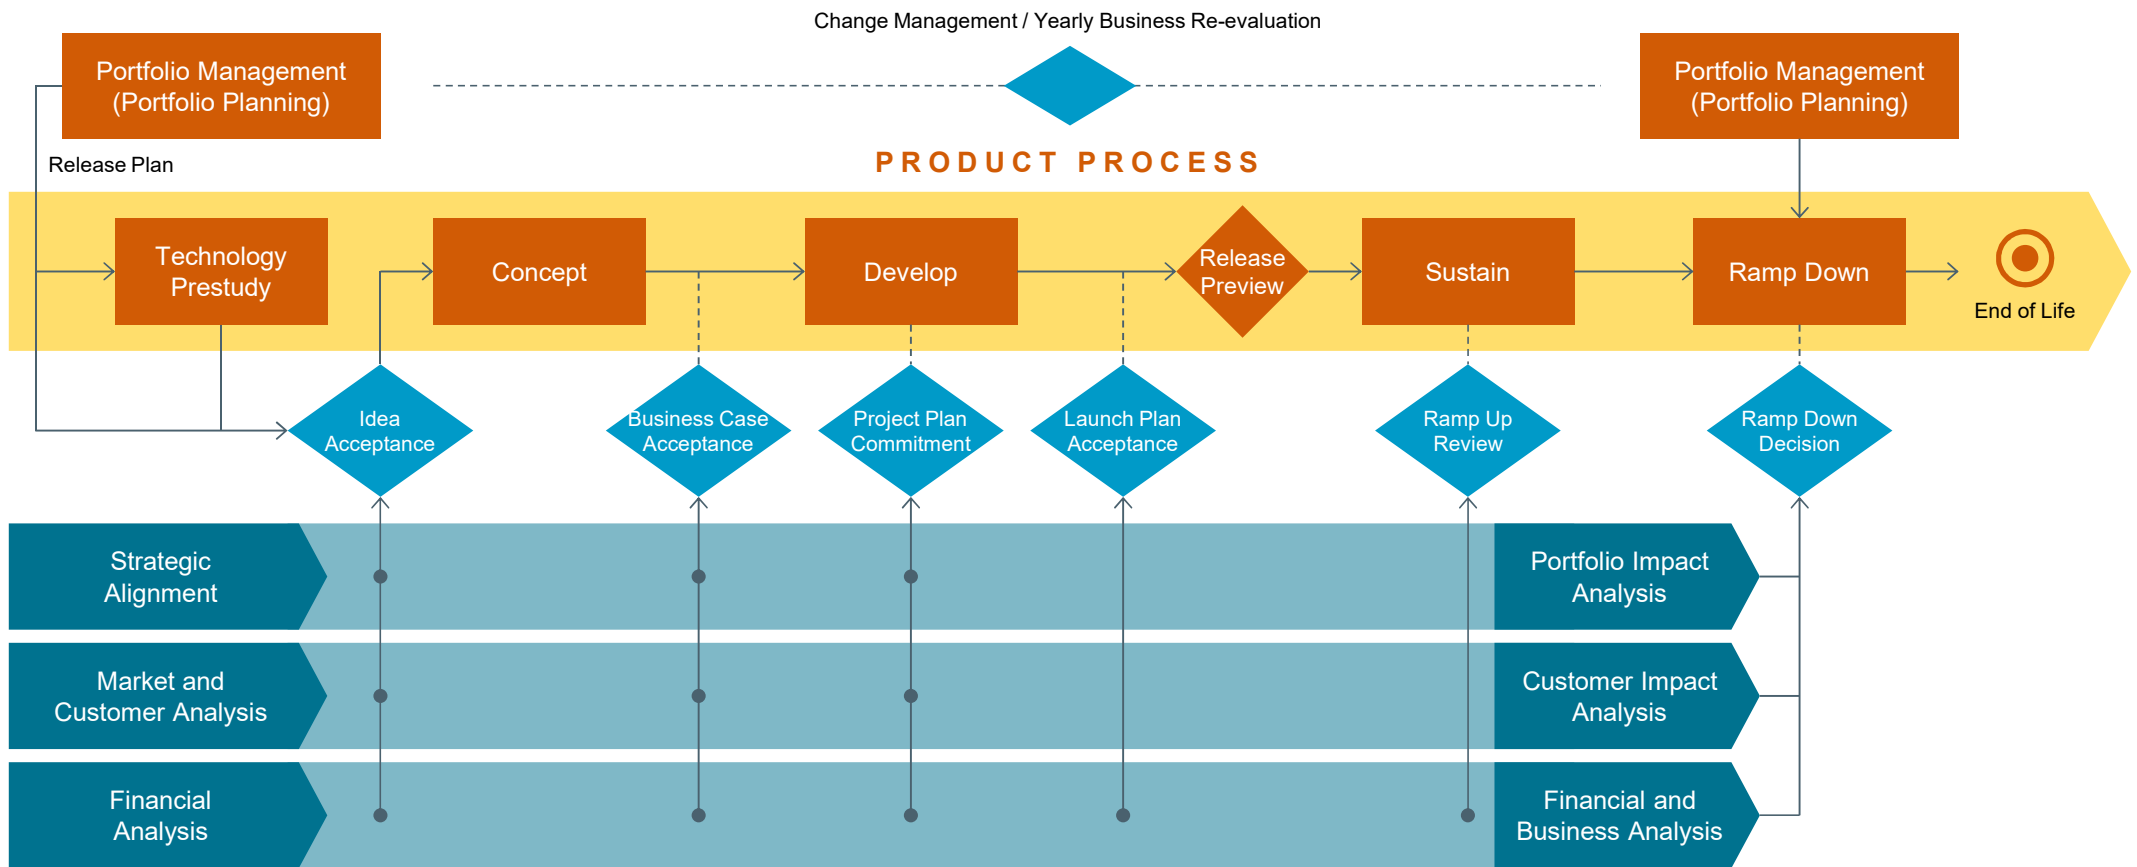 Change Management / Yearly Business Re-evaluation
Portfolio Management
(Portfolio Planning)
Portfolio Management
(Portfolio Planning)
Release Plan
PRODUCT PROCESS
Technology
Prestudy
Concept
Develop
Release
Preview
Sustain
Ramp Down
End of Life
Idea
Acceptance
Business Case
Acceptance
Project Plan
Commitment
Launch Plan
Acceptance
Ramp Up
Review
Ramp Down
Decision
Strategic
Alignment
Portfolio Impact
Analysis
Market and
Customer Analysis
Customer Impact
Analysis
Financial
Analysis
Financial and
Business Analysis